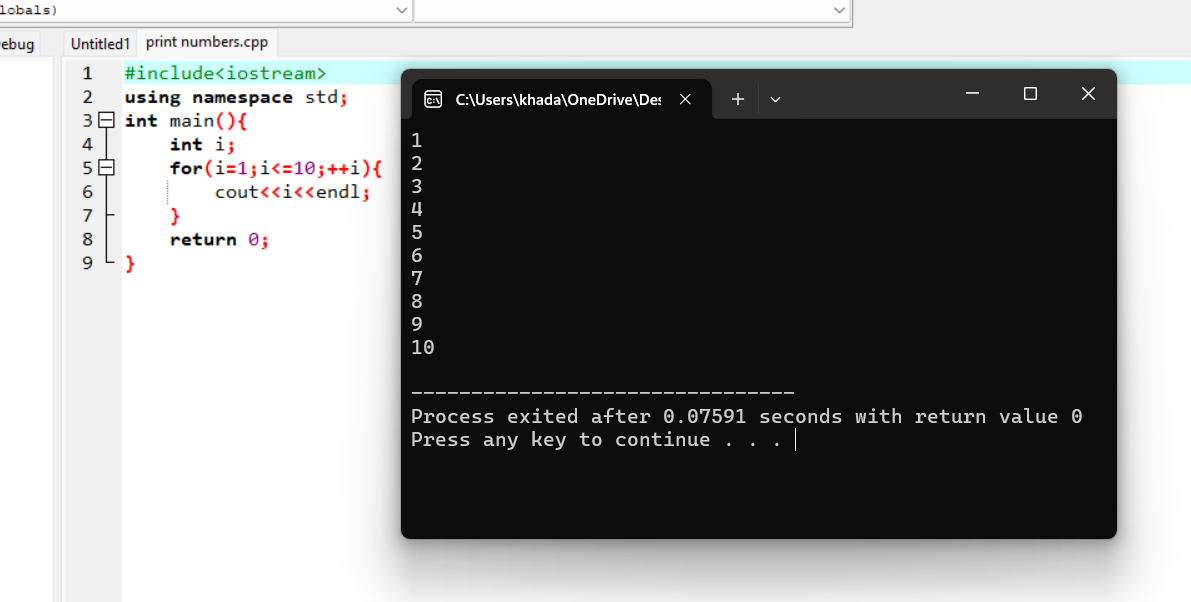 lobals)
ebug
Untitled1 print numbers.cpp
1 #include<iostream>
2 using namespace std;
3 int main(){
4 int i;
5 for(i=1;i<=10;++i){
6 cout<<i<<endl;
7 }
8 return 0;
9 }
C:\Users\khada\OneDrive\Des
1
2
3
4
5
6
7
8
9
10
--------------------------------
Process exited after 0.07591 seconds with return value 0
Press any key to continue . . .